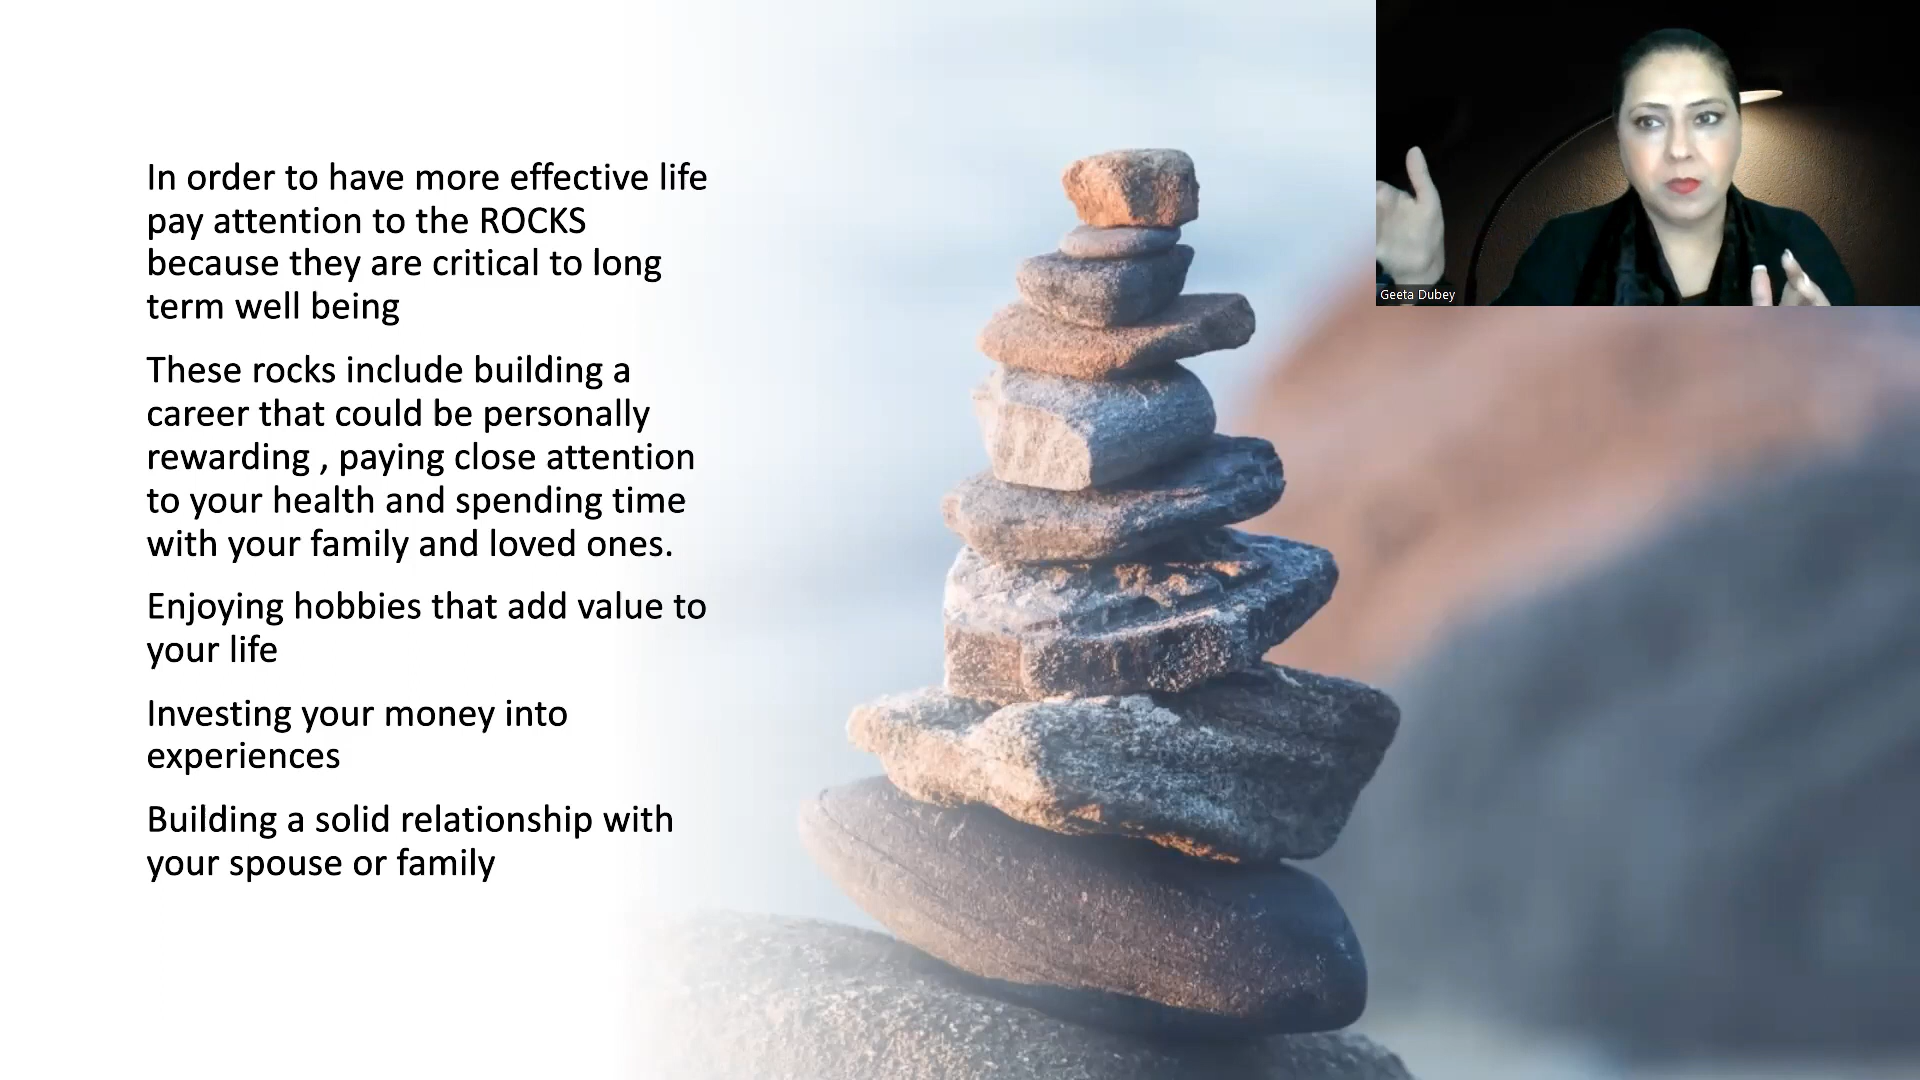 In order to have more effective life
pay attention to the ROCKS
because they are critical to long
term well being
These rocks include building a
career that could be personally
rewarding , paying close attention
to your health and spending time
with your family and loved ones.
Enjoying hobbies that add value to
your life
Investing your money into
experiences
Building a solid relationship with
your spouse or family
Geeta Dubey